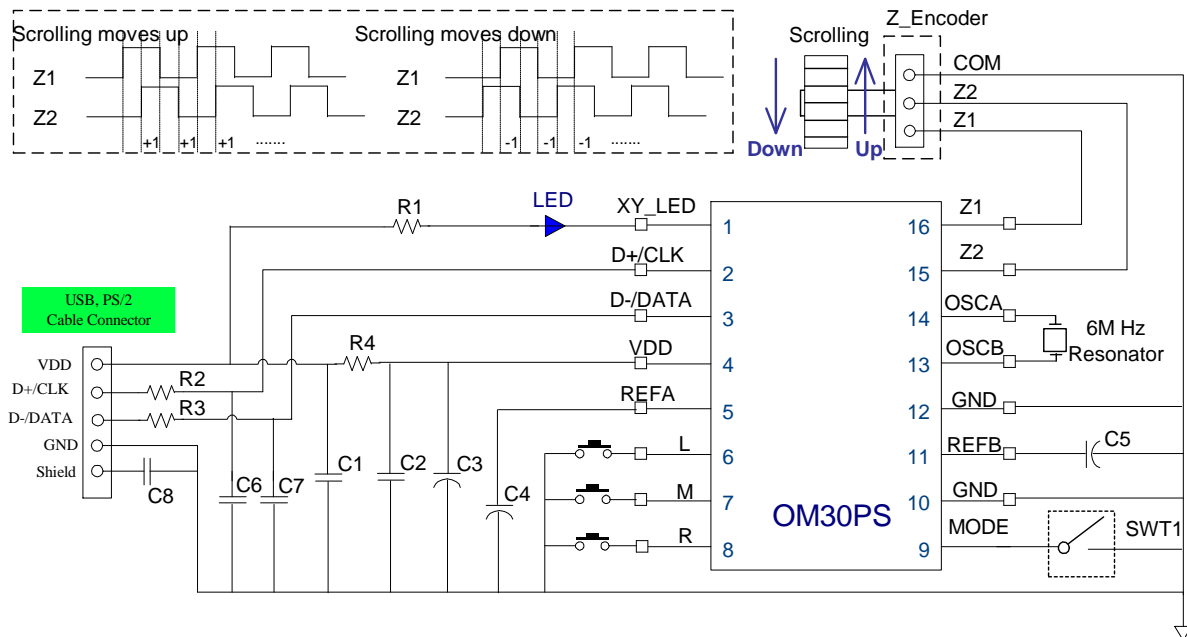 Scrolling moves up
Z1
Z2
+1 +1 +1 .......
Scrolling moves down
Z1
Z2
-1 -1 -1 .......
Scrolling
Down
Up
Z_Encoder
COM
Z2
Z1
USB, PS/2
Cable Connector
VDD
D+/CLK
D-/DATA
GND
Shield
R1
LED
R2
R3
R4
C8
C6
C7
C1
C2
C3
C4
XY_LED
D+/CLK
D-/DATA
VDD
REFA
L
M
R
1
2
3
4
5
6
7
8
OM30PS
16
15
14
13
12
11
10
9
Z1
Z2
OSCA
OSCB
GND
REFB
GND
MODE
6M Hz
Resonator
C5
SWT1